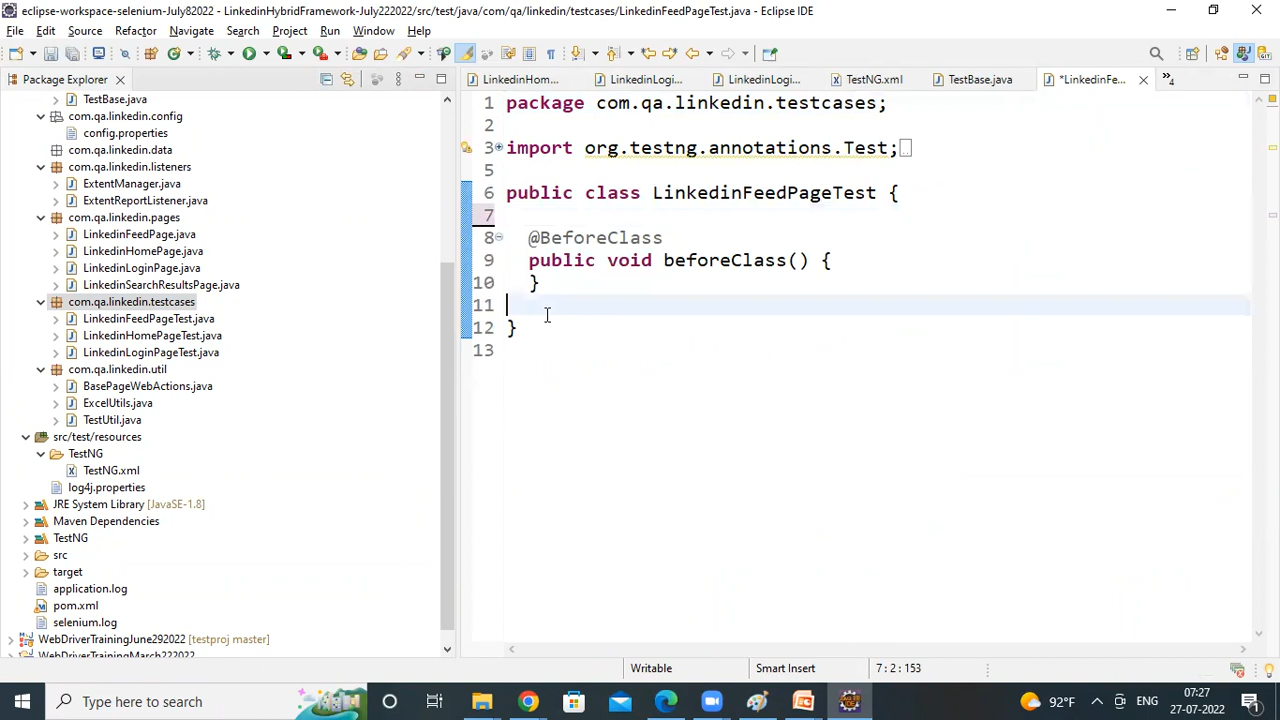 eclipse-workspace-selenium-July82022 - LinkedinHybridFramework-July222022/src/test/java/com/qa/linkedin/testcases/LinkedinFeedPageTest.java - Eclipse IDE
File Edit Source Refactor Navigate Search Project Run Window Help
Package Explorer
LinkedinHom...
LinkedinLogi...
LinkedinLogi...
TestNG.xml
TestBase.java
*LinkedinFe...
4
TestBase.java
com.qa.linkedin.config
config.properties
com.qa.linkedin.data
com.qa.linkedin.listeners
ExtentManager.java
ExtentReportListener.java
com.qa.linkedin.pages
LinkedinFeedPage.java
LinkedinHomePage.java
LinkedinLoginPage.java
LinkedinSearchResultsPage.java
com.qa.linkedin.testcases
LinkedinFeedPageTest.java
LinkedinHomePageTest.java
LinkedinLoginPageTest.java
com.qa.linkedin.util
BasePageWebActions.java
ExcelUtils.java
TestUtil.java
src/test/resources
TestNG
TestNG.xml
log4j.properties
JRE System Library [JavaSE-1.8]
Maven Dependencies
TestNG
src
target
application.log
pom.xml
selenium.log
WebDriverTrainingJune292022 [testproj master]
WebDriverTrainingMarch222022
1 package com.qa.linkedin.testcases;
2
3 import org.testng.annotations.Test;
5
6 public class LinkedinFeedPageTest {
7
8 @BeforeClass
9 public void beforeClass() {
10 }
11
12 }
13
Writable
Smart Insert
7 : 2 : 153
Type here to search
92°F
ENG
07:27
27-07-2022
1